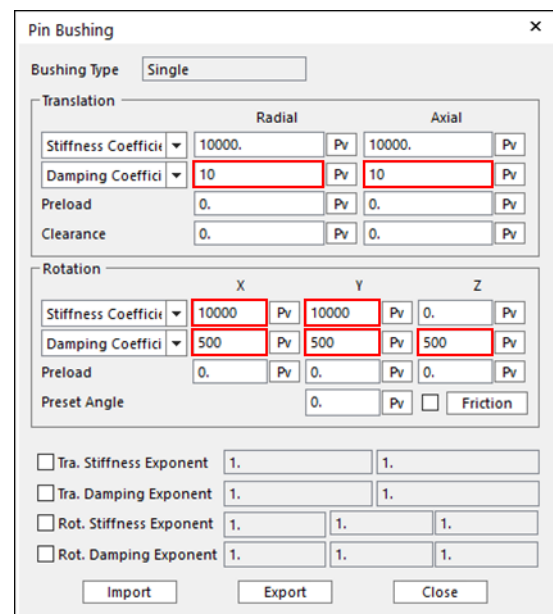 Pin Bushing ×
Bushing Type Single
Translation
Radial Axial
Stiffness Coefficie 10000. Pv 10000. Pv
Damping Coeffici 10 Pv 10 Pv
Preload 0. Pv 0. Pv
Clearance 0. Pv 0. Pv
Rotation
X Y Z
Stiffness Coefficie 10000 Pv 10000 Pv 0. Pv
Damping Coeffici 500 Pv 500 Pv 500 Pv
Preload 0. Pv 0. Pv 0. Pv
Preset Angle 0. Pv Friction
Tra. Stiffness Exponent 1. 1.
Tra. Damping Exponent 1. 1.
Rot. Stiffness Exponent 1. 1. 1.
Rot. Damping Exponent 1. 1. 1.
Import Export Close